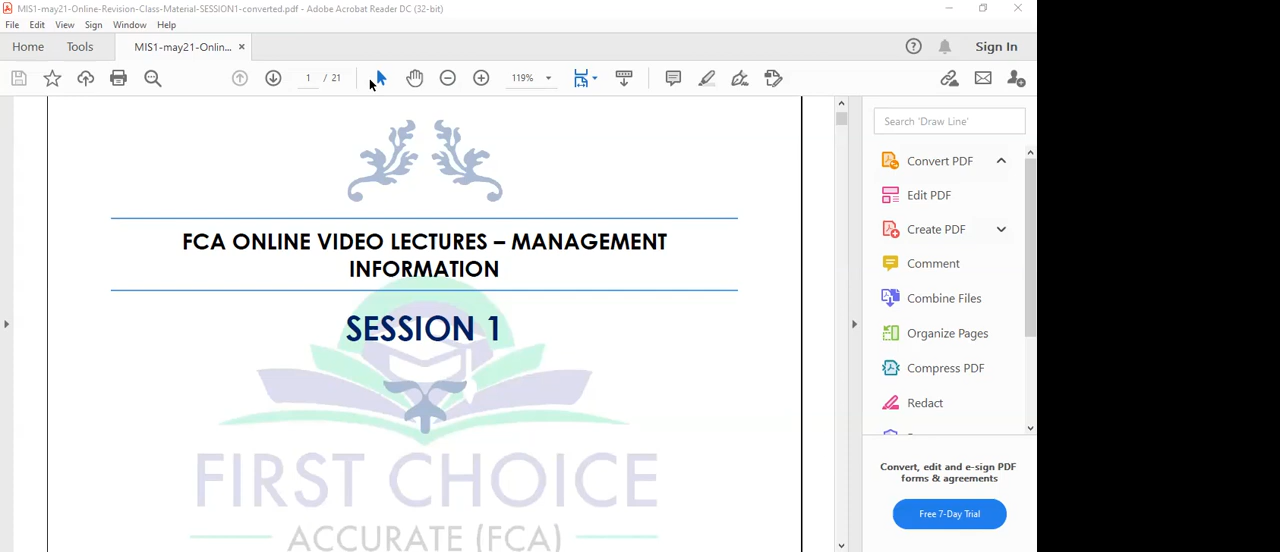 MIS1-may21-Online-Revision-Class-Material-SESSION1-converted.pdf - Adobe Acrobat Reader DC (32-bit)
File Edit View Sign Window Help
Home Tools MIS1-may21-Onlin... × Sign In
1 / 21 119%
Search 'Draw Line'
Convert PDF
Edit PDF
Create PDF
Comment
Combine Files
Organize Pages
Compress PDF
Redact
Convert, edit and e-sign PDF
forms & agreements
Free 7-Day Trial
FCA ONLINE VIDEO LECTURES – MANAGEMENT
INFORMATION
SESSION 1
FIRST CHOICE
ACCURATE (FCA)